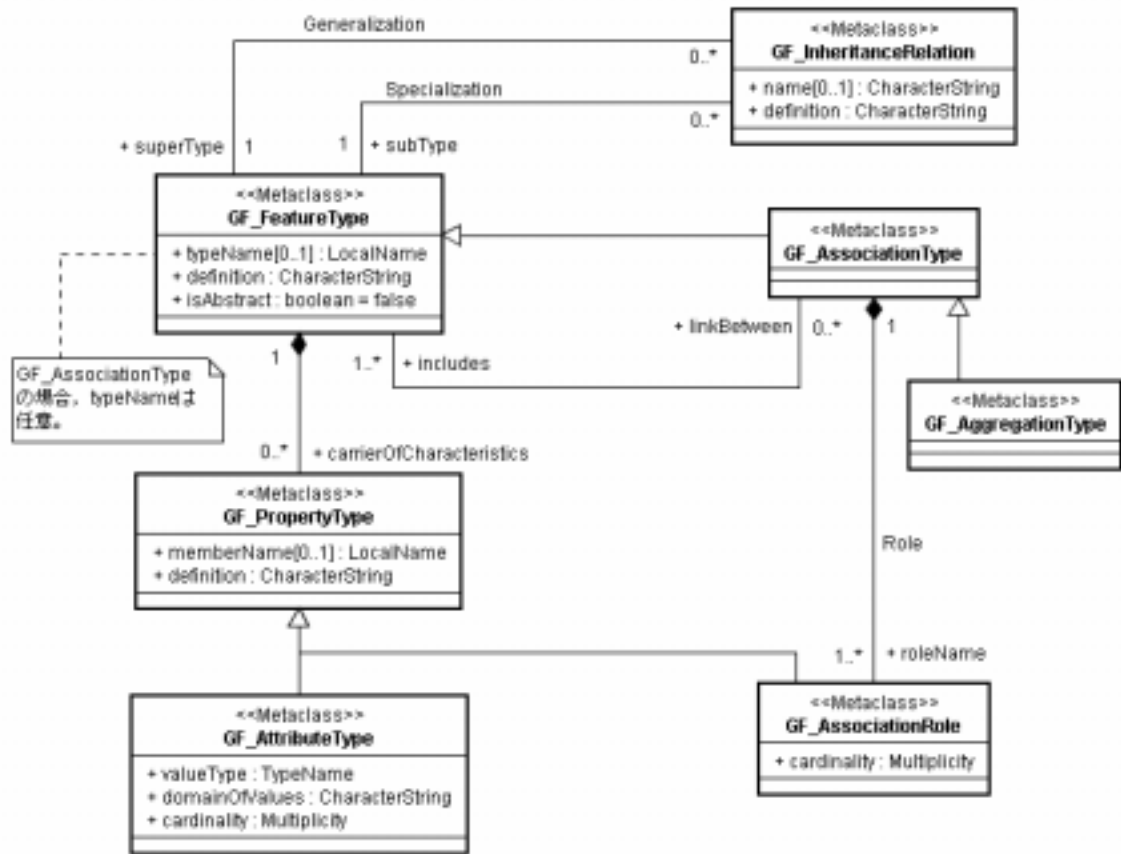 Generalization
0..*
Specialization
0..*
+ superType 1
1 + subType
<<Metaclass>>
GF_InheritanceRelation
+ name[0..1] : CharacterString
+ definition : CharacterString
<<Metaclass>>
GF_FeatureType
+ typeName[0..1] : LocalName
+ definition : CharacterString
+ isAbstract : boolean = false
<<Metaclass>>
GF_AssociationType
+ linkBetween 0..* 1
1 1..* + includes
GF_AssociationType
の場合，typeNameは
任意。
<<Metaclass>>
GF_AggregationType
0..* + carrierOfCharacteristics
<<Metaclass>>
GF_PropertyType
+ memberName[0..1] : LocalName
+ definition : CharacterString
Role
1..* + roleName
<<Metaclass>>
GF_AttributeType
+ valueType : TypeName
+ domainOfValues : CharacterString
+ cardinality : Multiplicity
<<Metaclass>>
GF_AssociationRole
+ cardinality : Multiplicity